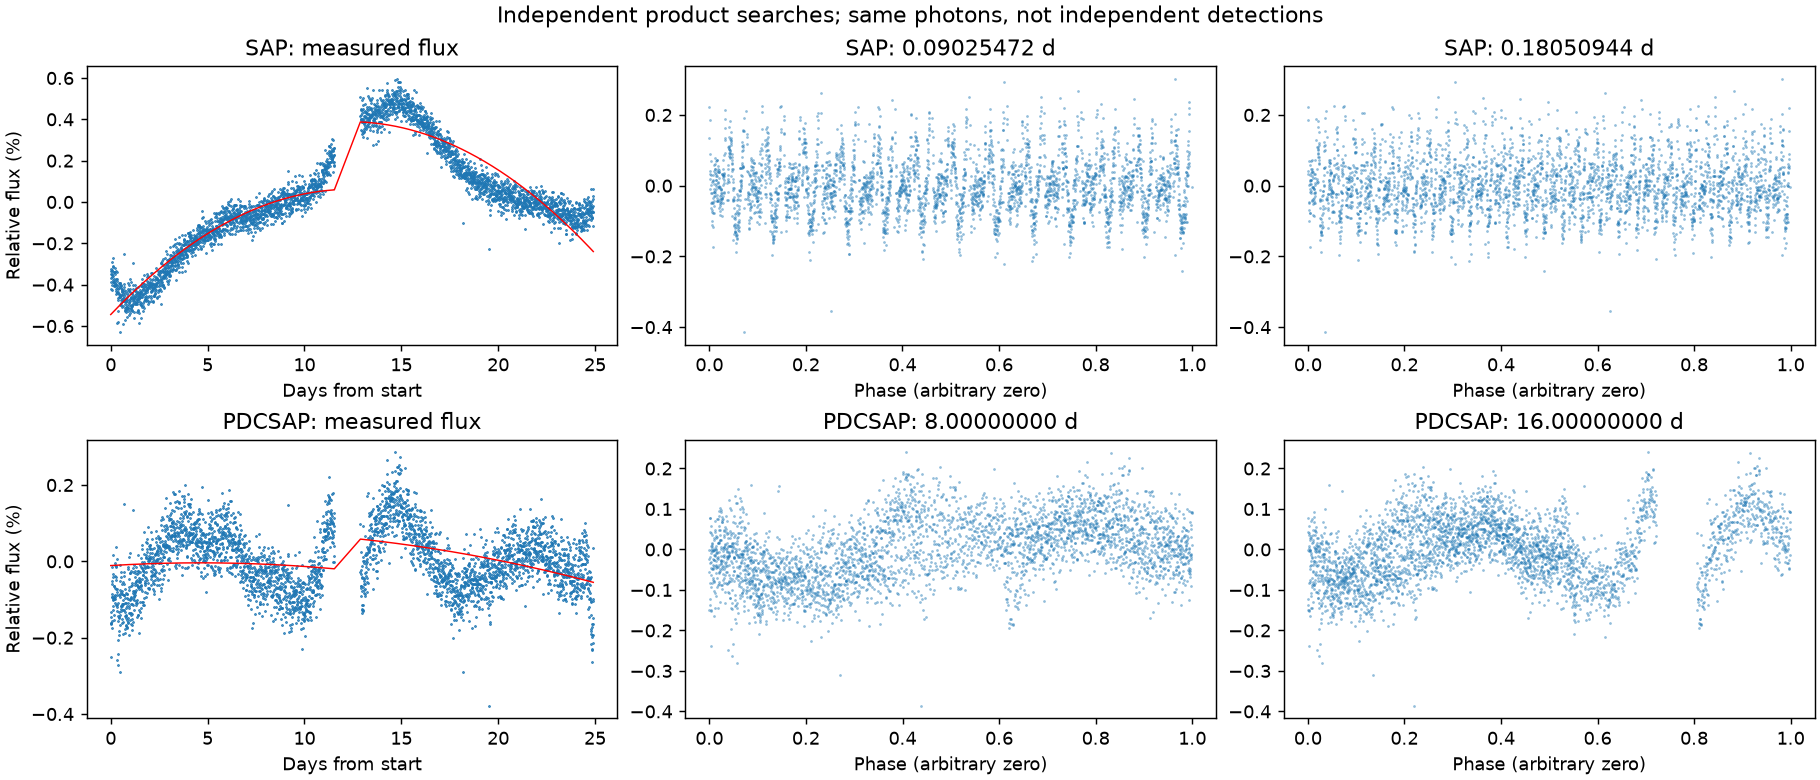 Independent product searches; same photons, not independent detections
SAP: measured flux
SAP: 0.09025472 d
SAP: 0.18050944 d
Relative flux (%)
0.6
0.4
0.2
0.0
−0.2
−0.4
−0.6
0.2
0.0
−0.2
−0.4
0.2
0.0
−0.2
−0.4
0 5 10 15 20 25
0.0 0.2 0.4 0.6 0.8 1.0
0.0 0.2 0.4 0.6 0.8 1.0
Days from start
Phase (arbitrary zero)
Phase (arbitrary zero)
PDCSAP: measured flux
PDCSAP: 8.00000000 d
PDCSAP: 16.00000000 d
Relative flux (%)
0.2
0.0
−0.2
−0.4
0.2
0.1
0.0
−0.1
−0.2
−0.3
−0.4
0.2
0.1
0.0
−0.1
−0.2
−0.3
−0.4
0 5 10 15 20 25
0.0 0.2 0.4 0.6 0.8 1.0
0.0 0.2 0.4 0.6 0.8 1.0
Days from start
Phase (arbitrary zero)
Phase (arbitrary zero)